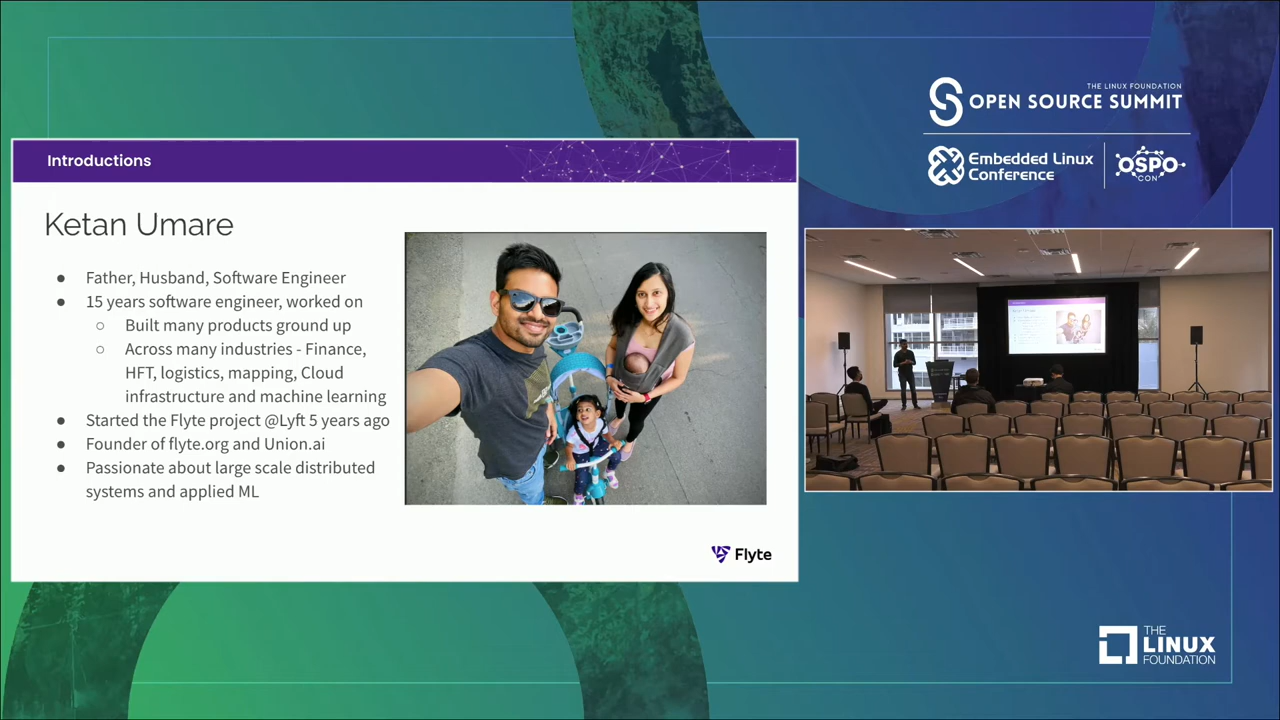 Introductions
Ketan Umare
● Father, Husband, Software Engineer
● 15 years software engineer, worked on
○ Built many products ground up
○ Across many industries - Finance,
HFT, logistics, mapping, Cloud
infrastructure and machine learning
● Started the Flyte project @Lyft 5 years ago
● Founder of flyte.org and Union.ai
● Passionate about large scale distributed
systems and applied ML
Flyte
THE LINUX FOUNDATION
OPEN SOURCE SUMMIT
Embedded Linux
Conference
OSPO
CON
THE
LINUX
FOUNDATION